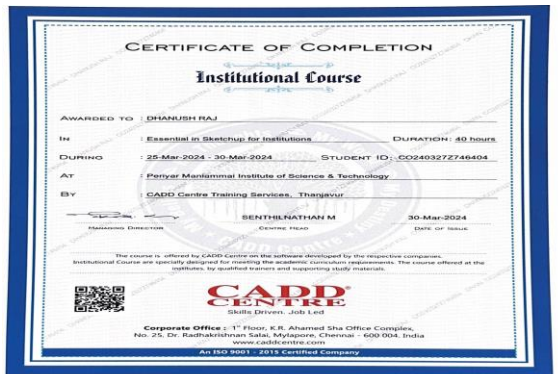 CERTIFICATE OF COMPLETION
Institutional Course
AWARDED TO : DHANUSH RAJ
IN : Essential in Sketchup for Institutions DURATION: 40 hours
DURING : 25-Mar-2024 - 30-Mar-2024 STUDENT ID: CO240327Z746404
AT : Periyar Maniammai Institute of Science & Technology
BY : CADD Centre Training Services, Thanjavur
SENTHILNATHAN M 30-Mar-2024
MANAGING DIRECTOR CENTRE HEAD DATE OF ISSUE
The course is offered by CADD Centre on the software developed by the respective companies.
Institutional Course are specially designed for meeting the academic curriculum requirements. The course offered at the
institutes, by qualified trainers and supporting study materials.
CADD
CENTRE
Skills Driven. Job Led
Corporate Office : 1st Floor, K.R. Ahamed Sha Office Complex,
No. 25, Dr. Radhakrishnan Salai, Mylapore, Chennai - 600 004. India
www.caddcentre.com
An ISO 9001 - 2015 Certified Company